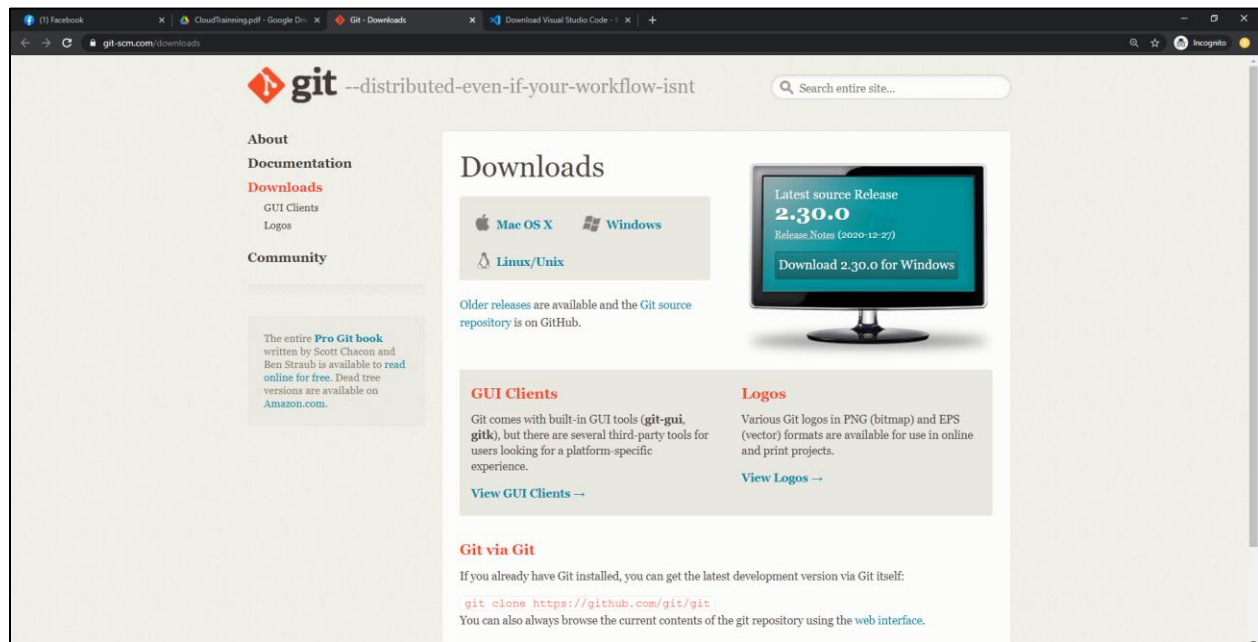 (1) Facebook
CloudTrainning.pdf - Google Dri
Git - Downloads
Download Visual Studio Code -
git-scm.com/downloads
Incognito
git --distributed-even-if-your-workflow-isnt
Search entire site...
About
Documentation
Downloads
GUI Clients
Logos
Community
The entire Pro Git book
written by Scott Chacon and
Ben Straub is available to read
online for free. Dead tree
versions are available on
Amazon.com.
Downloads
Mac OS X
Windows
Linux/Unix
Older releases are available and the Git source
repository is on GitHub.
Latest source Release
2.30.0
Release Notes (2020-12-27)
Download 2.30.0 for Windows
GUI Clients
Git comes with built-in GUI tools (git-gui,
gitk), but there are several third-party tools for
users looking for a platform-specific
experience.
View GUI Clients →
Logos
Various Git logos in PNG (bitmap) and EPS
(vector) formats are available for use in online
and print projects.
View Logos →
Git via Git
If you already have Git installed, you can get the latest development version via Git itself:
git clone https://github.com/git/git
You can also always browse the current contents of the git repository using the web interface.